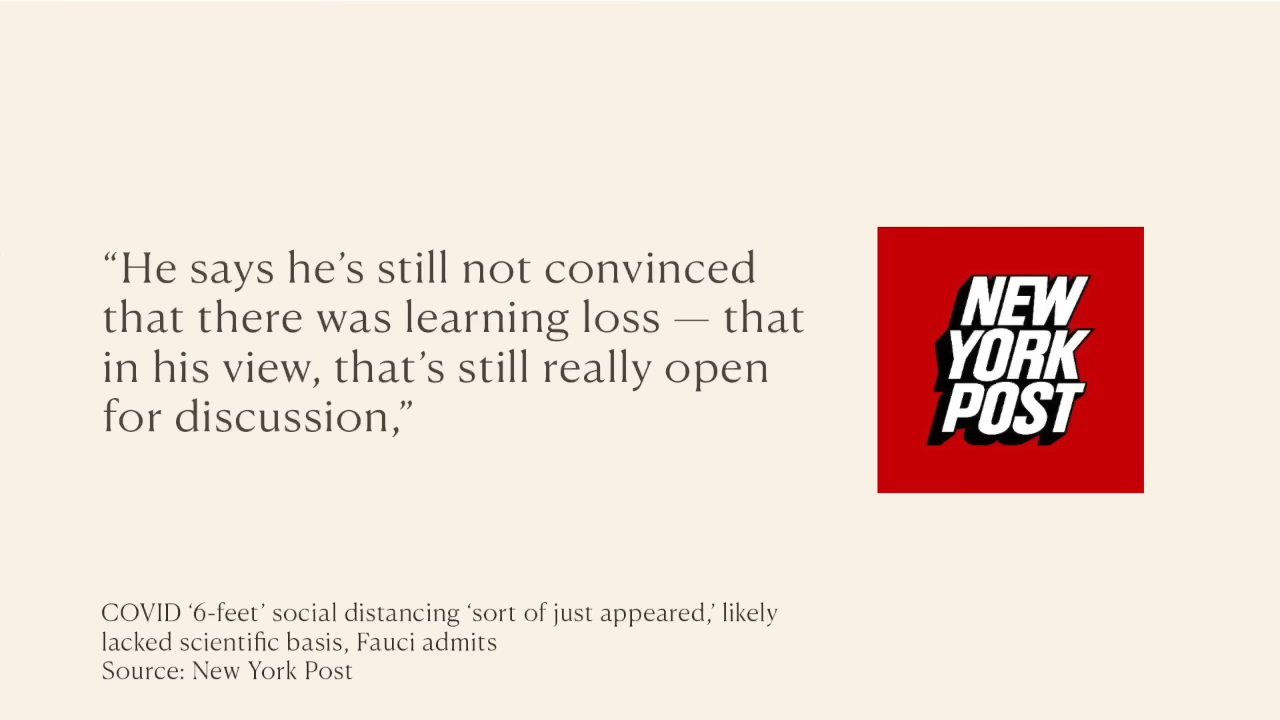 “He says he’s still not convinced
that there was learning loss — that
in his view, that’s still really open
for discussion,”
NEW
YORK
POST
COVID ‘6-feet’ social distancing ‘sort of just appeared,’ likely
lacked scientific basis, Fauci admits
Source: New York Post